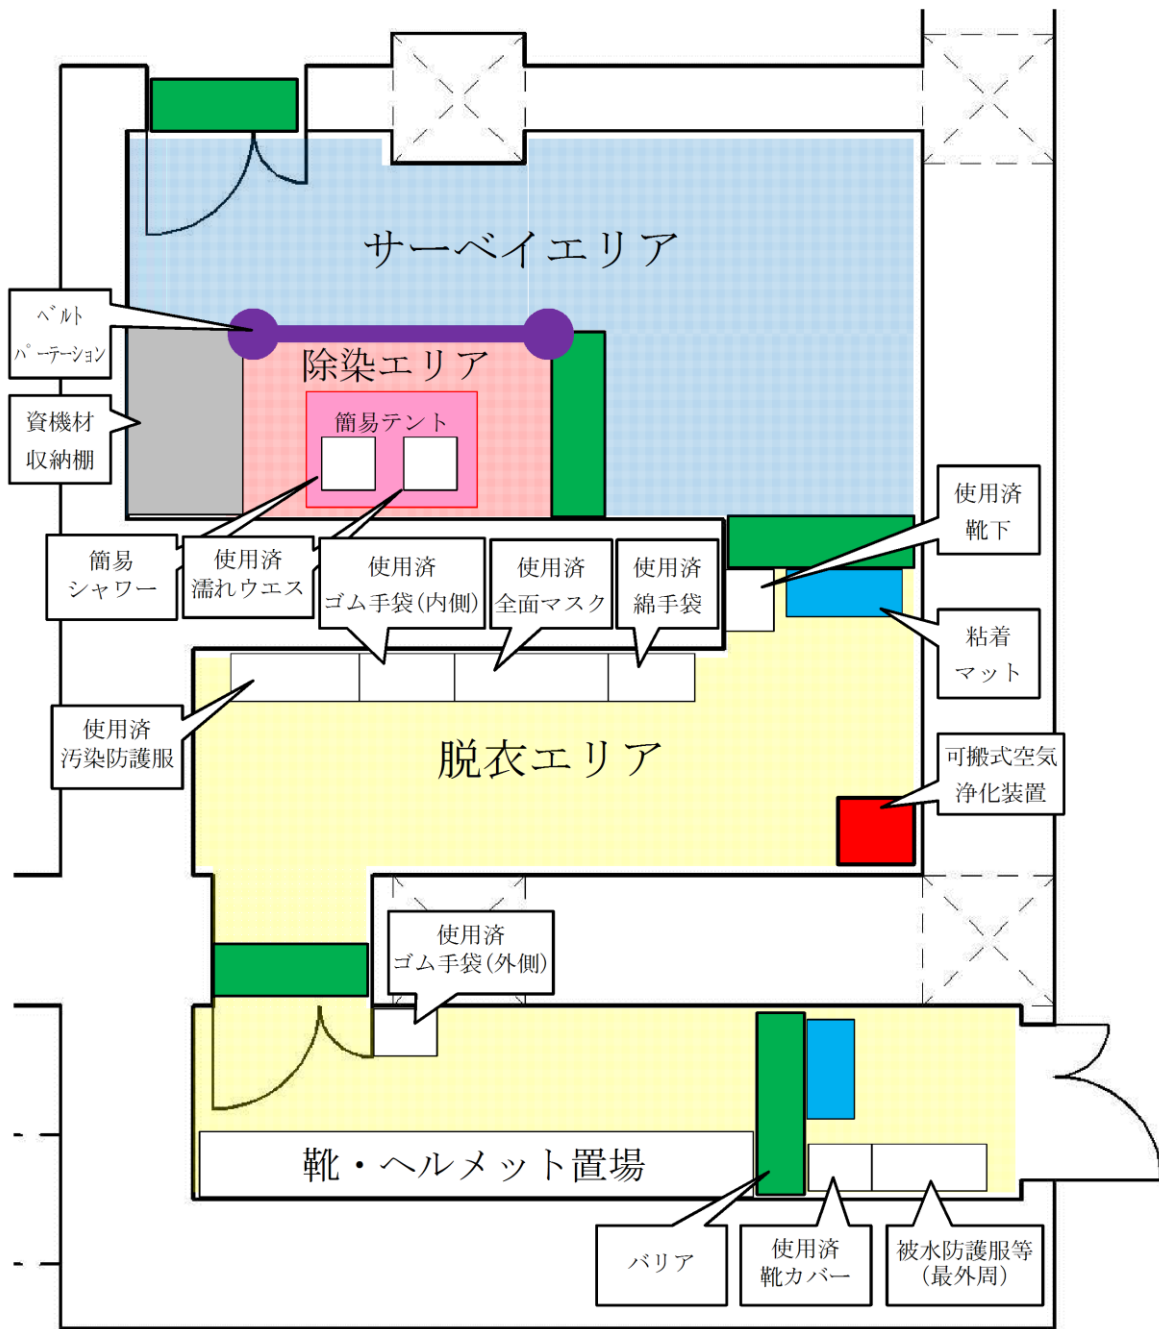 サーベイエリア
ベルト
パーテーション
除染エリア
資機材
収納棚
簡易テント
使用済
靴下
簡易
シャワー
使用済
濡れウエス
使用済
ゴム手袋(内側)
使用済
全面マスク
使用済
綿手袋
粘着
マット
使用済
汚染防護服
脱衣エリア
可搬式空気
浄化装置
使用済
ゴム手袋(外側)
靴・ヘルメット置場
バリア
使用済
靴カバー
被水防護服等
(最外周)